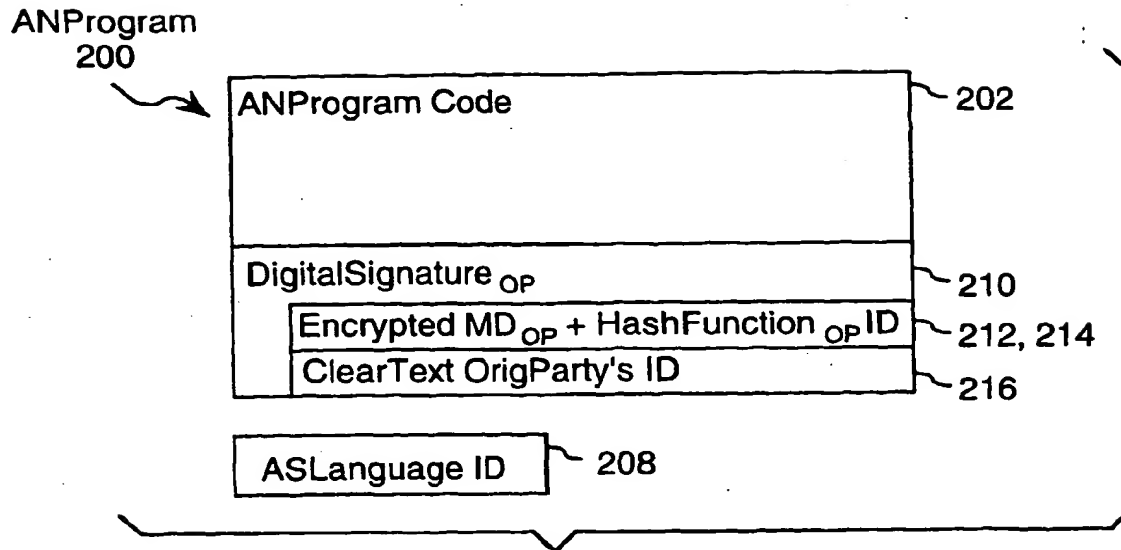 ANProgram
200
ANProgram Code
202
DigitalSignature OP
210
Encrypted MD OP + HashFunction OP ID
212, 214
ClearText OrigParty's ID
216
ASLanguage ID
208